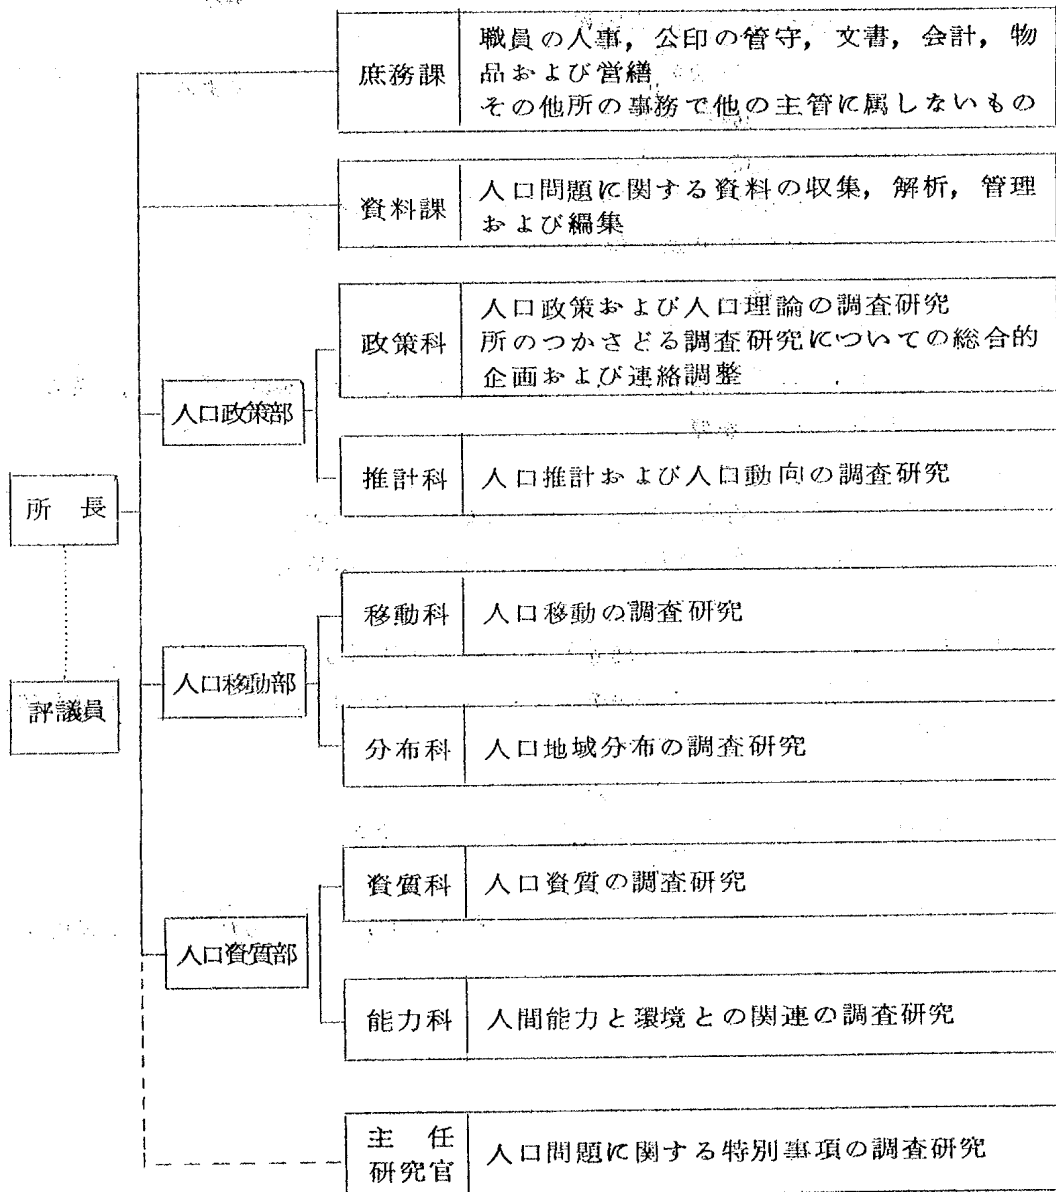 庶務課
職員の人事，公印の管守，文書，会計，物
品および営繕
その他所の事務で他の主管に属しないもの
資料課
人口問題に関する資料の収集，解析，管理
および編集
人口政策部
政策科
人口政策および人口理論の調査研究
所のつかさどる調査研究についての総合的
企画および連絡調整
推計科
人口推計および人口動向の調査研究
所　長
評議員
人口移動部
移動科
人口移動の調査研究
分布科
人口地域分布の調査研究
人口資質部
資質科
人口資質の調査研究
能力科
人間能力と環境との関連の調査研究
主　任
研究官
人口問題に関する特別事項の調査研究